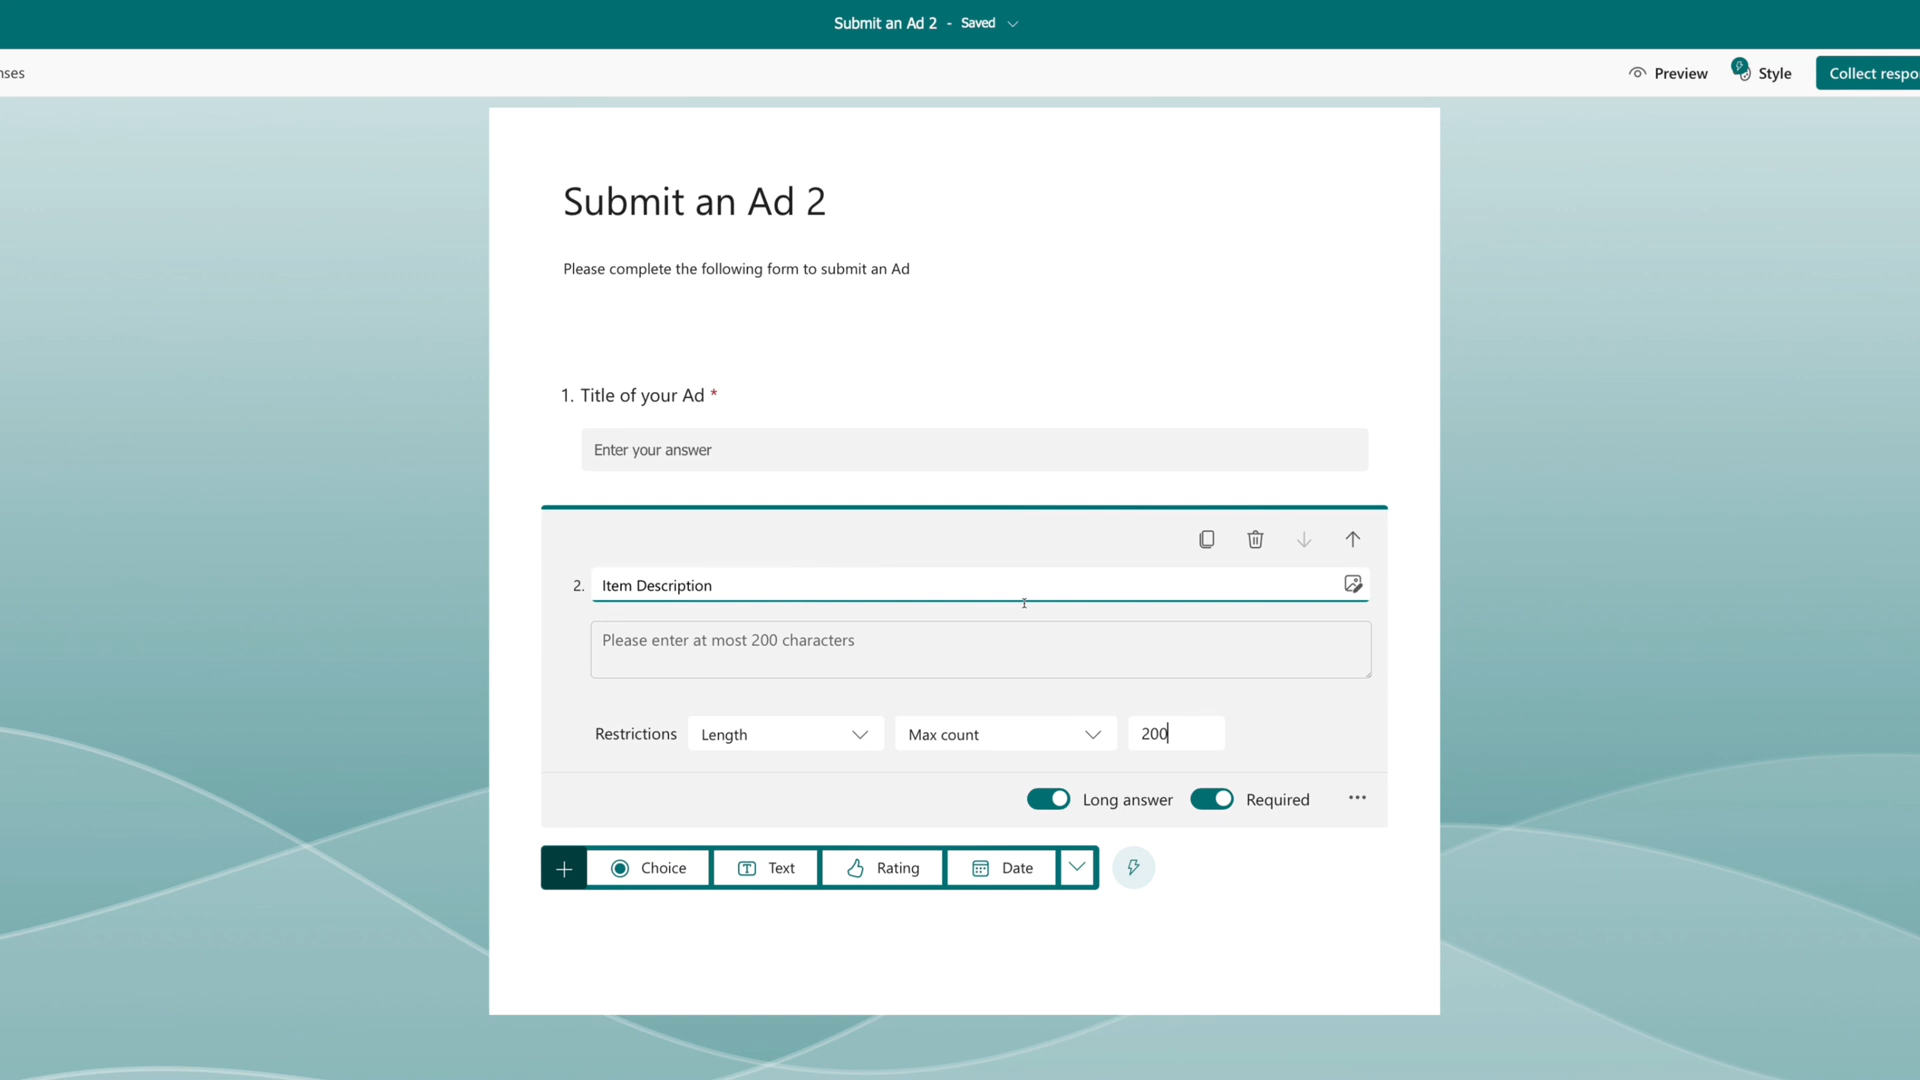 Submit an Ad 2 - Saved
nses
Preview
Style
Collect respo
Submit an Ad 2
Please complete the following form to submit an Ad
1. Title of your Ad *
Enter your answer
2. Item Description
Please enter at most 200 characters
Restrictions Length Max count 200
Long answer Required
Choice Text Rating Date